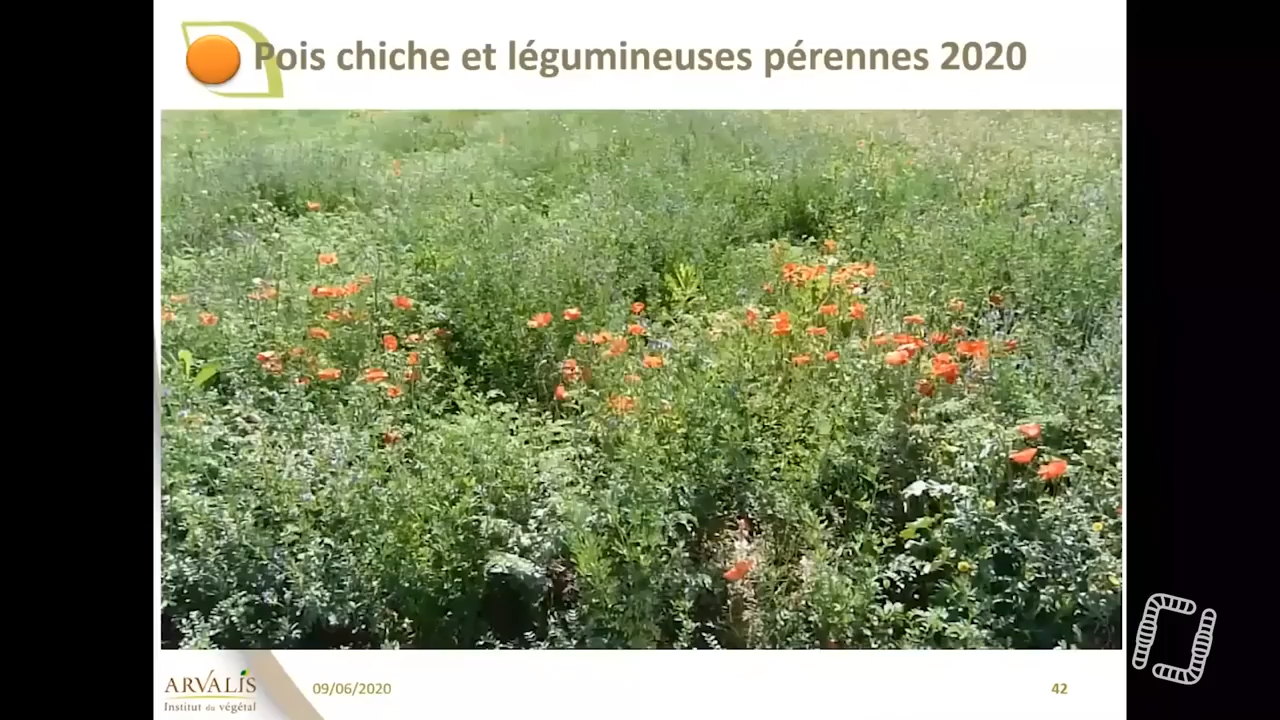 Pois chiche et légumineuses pérennes 2020
ARVALIS
Institut du végétal
09/06/2020
42